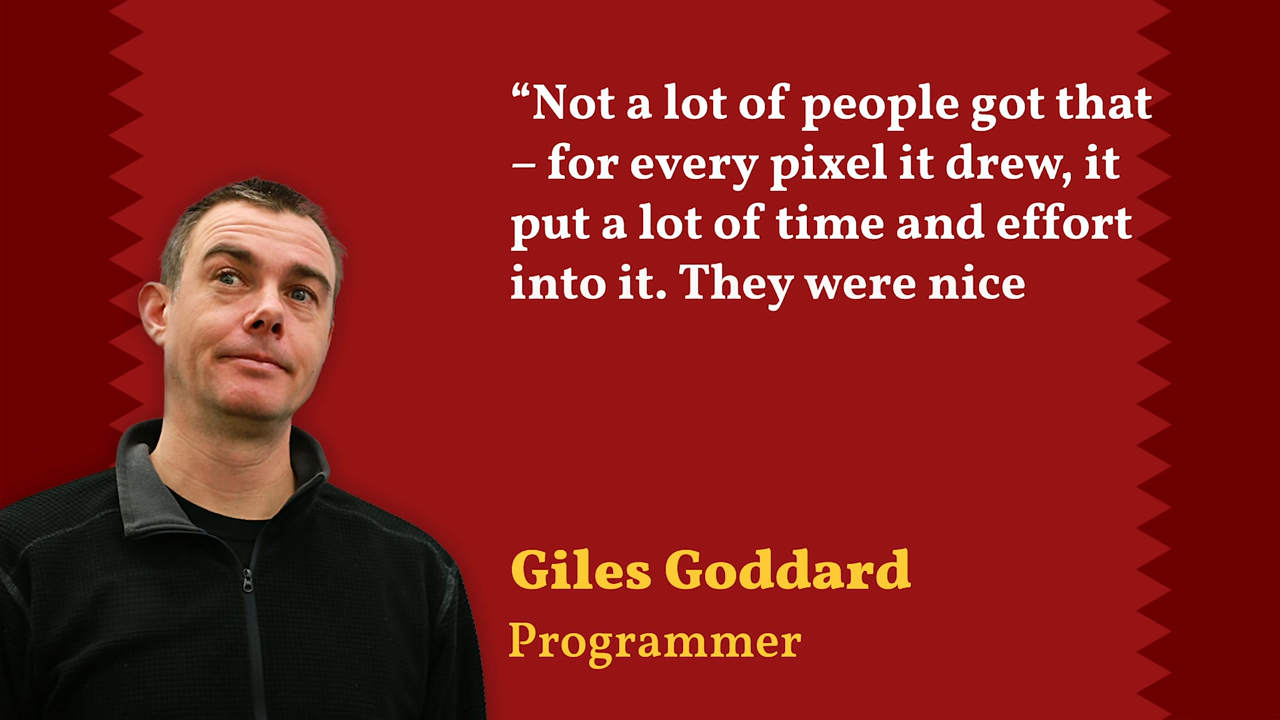 “Not a lot of people got that
– for every pixel it drew, it
put a lot of time and effort
into it. They were nice
Giles Goddard
Programmer